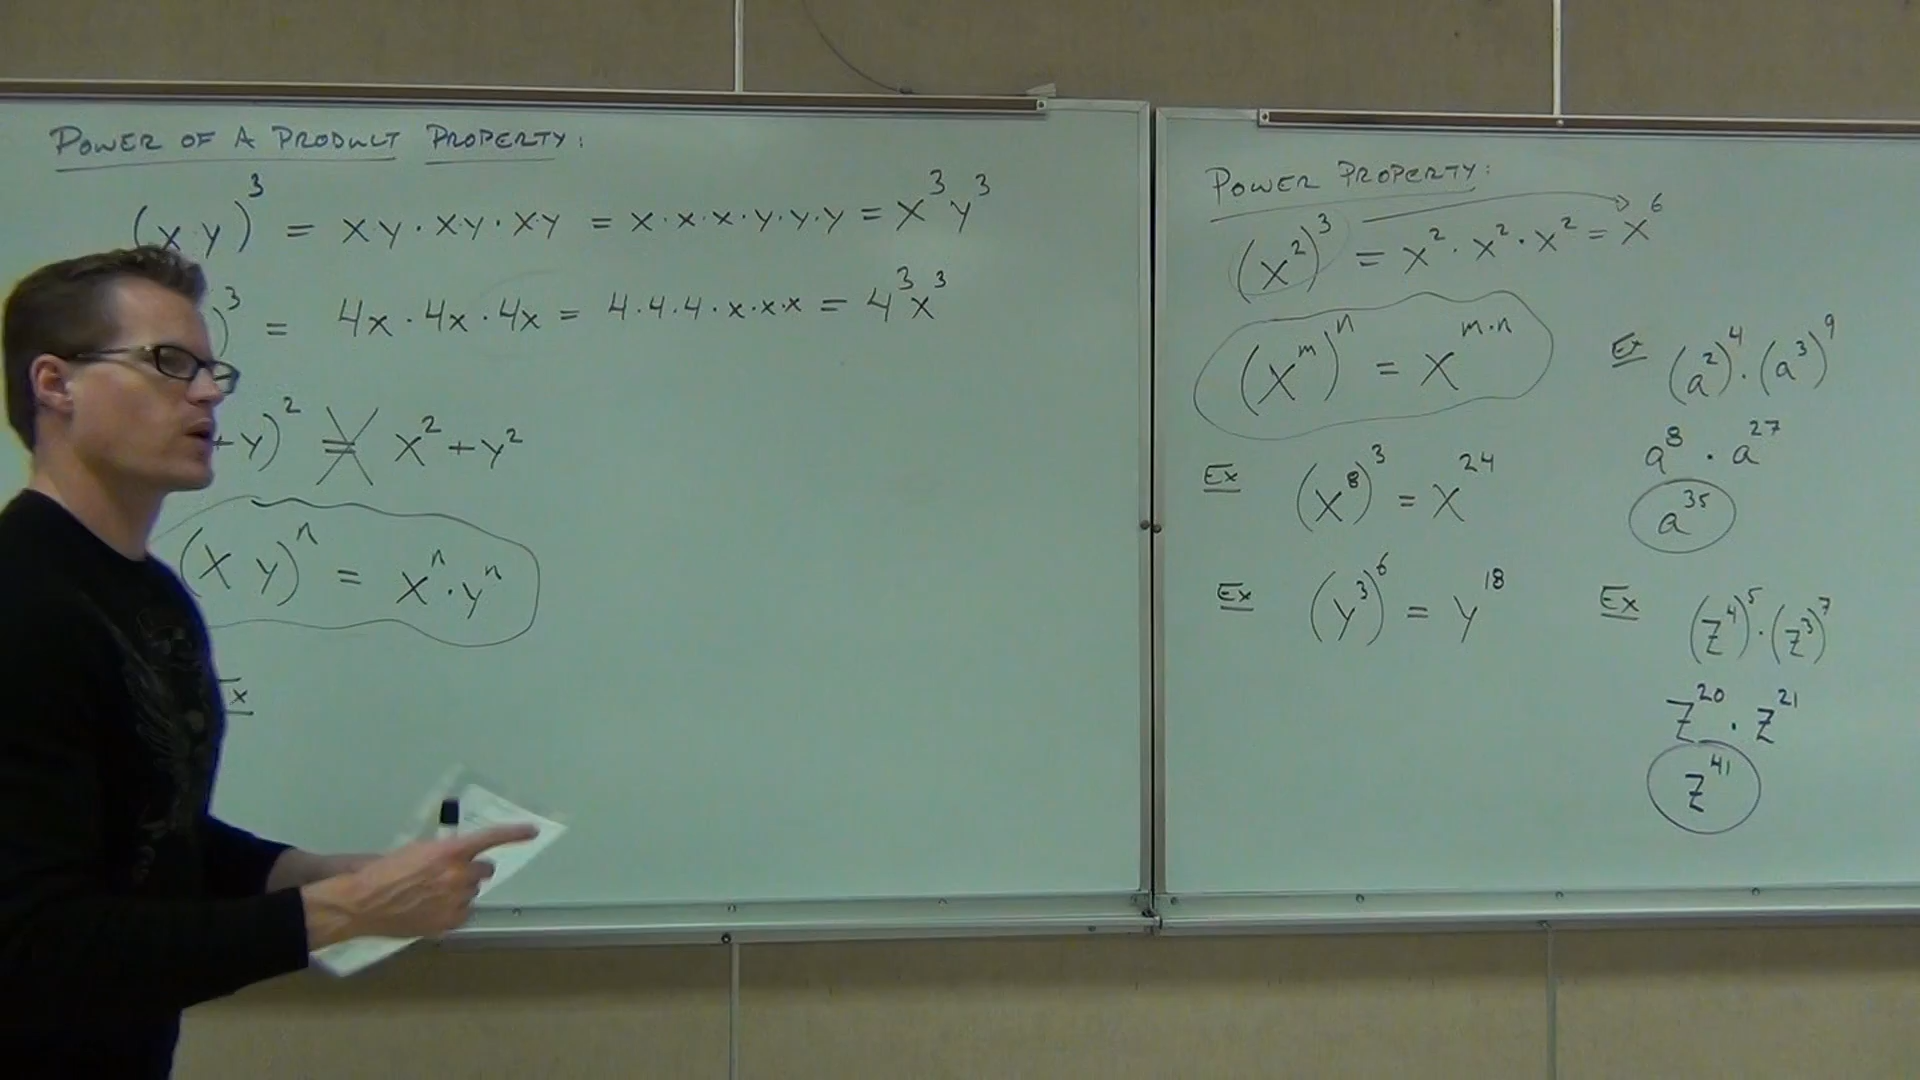 POWER OF A PRODUCT PROPERTY:
(x·y)³ = xy·xy·xy = x·x·x·y·y·y = x³y³
)³ = 4x·4x·4x = 4·4·4·x·x·x = 4³x³
+y)² = x²+y²
(xy)ⁿ = xⁿ·yⁿ
Ex
POWER PROPERTY:
(x²)³ = x²·x²·x² = x⁶
(xᵐ)ⁿ = xᵐ·ⁿ
Ex (x⁸)³ = x²⁴
Ex (y³)⁶ = y¹⁸
Ex (a²)⁴·(a³)⁹
a⁸·a²⁷
a³⁵
Ex (z⁴)⁵·(z³)⁷
z²⁰·z²¹
z⁴¹